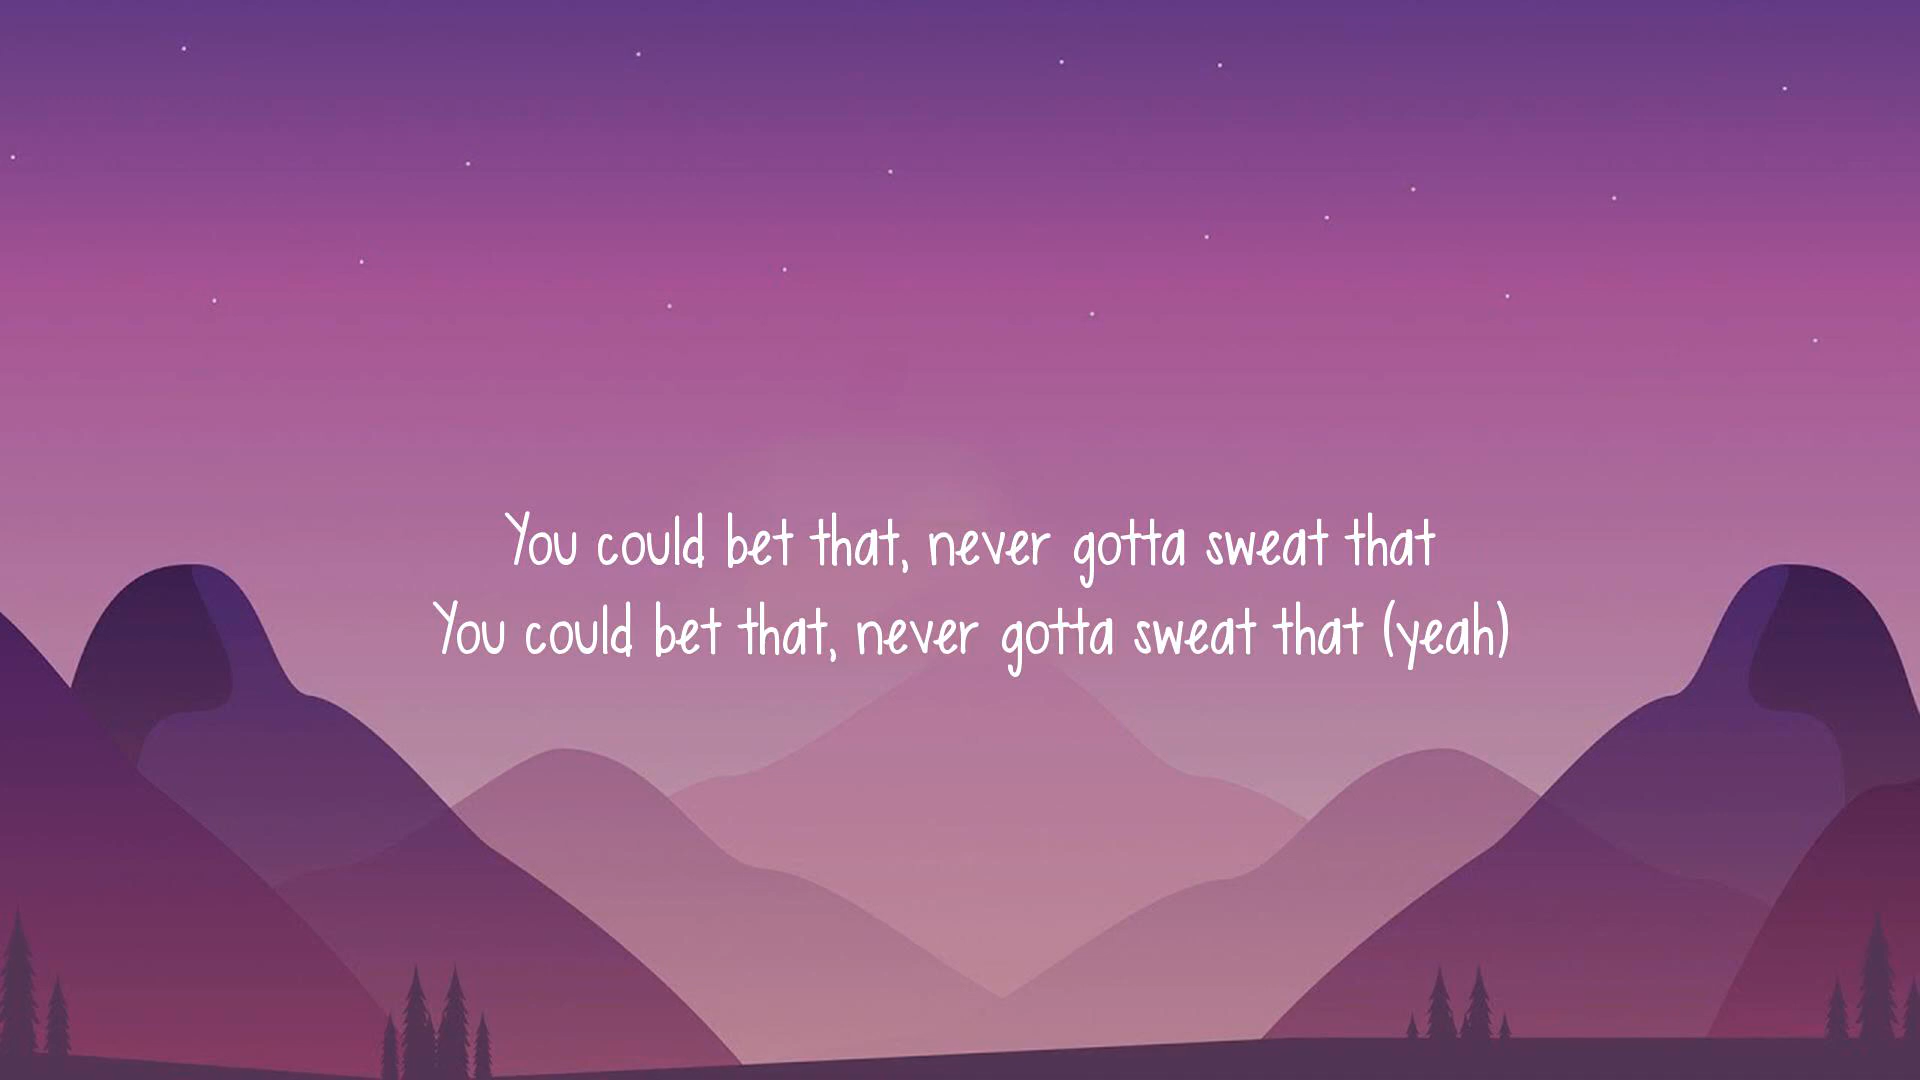 You could bet that, never gotta sweat that
You could bet that, never gotta sweat that (yeah)